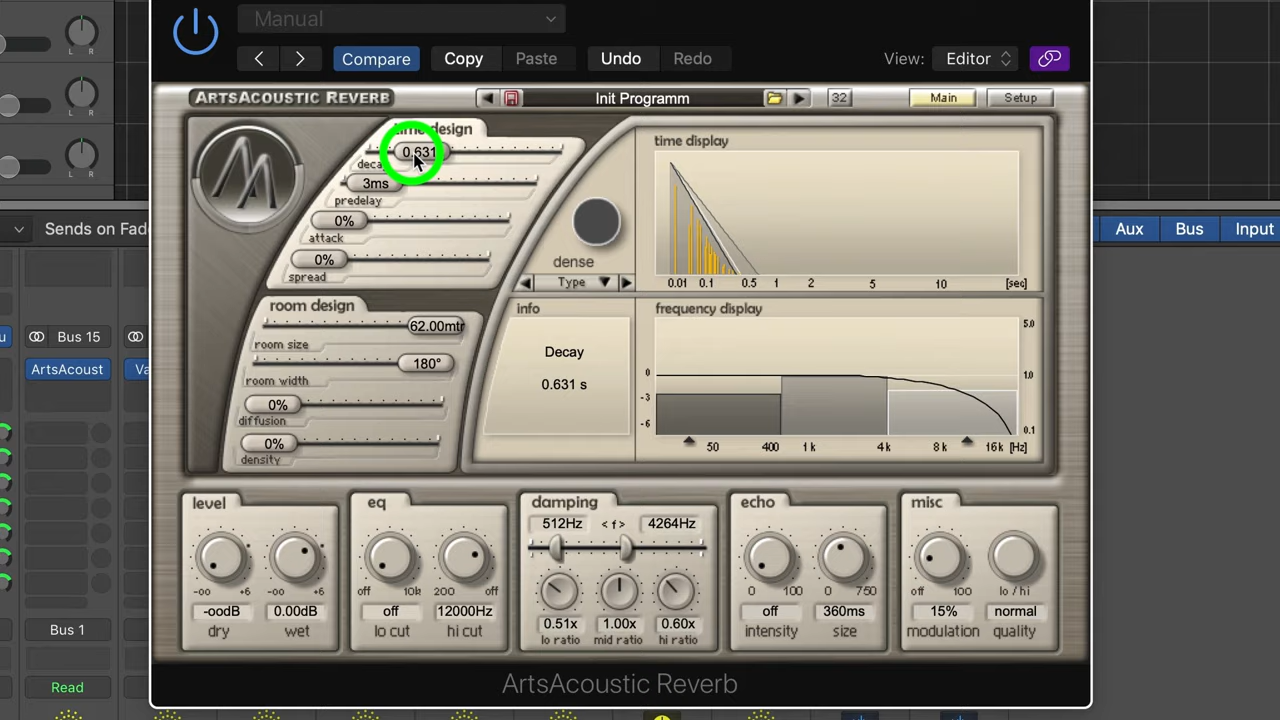 Manual
Compare Copy Paste Undo Redo View: Editor
ARTSACOUSTIC REVERB Init Programm 32 Main Setup
L R
L R
L R
time design
0.631
3ms
predelay
0%
attack
0%
spread
dense
Type
time display
0.01 0.1 0.5 1 2 5 10 [sec]
room design
62.00mtr
room size
180°
room width
0%
diffusion
0%
density
info
Decay
0.631 s
frequency display
5.0
0 1.0
-3
-6 0.1
50 400 1k 4k 8k 16k [Hz]
level
-oo +6 -oo +6
-oodB 0.00dB
dry wet
eq
off 10k 200 off
off 12000Hz
lo cut hi cut
damping
512Hz < f > 4264Hz
0.51x 1.00x 0.60x
lo ratio mid ratio hi ratio
echo
0 100 0 750
off 360ms
intensity size
misc
off 100 lo / hi
15% normal
modulation quality
ArtsAcoustic Reverb
Sends on
Aux Bus Input
Bus 15
ArtsAcoust
Bus 1
Read